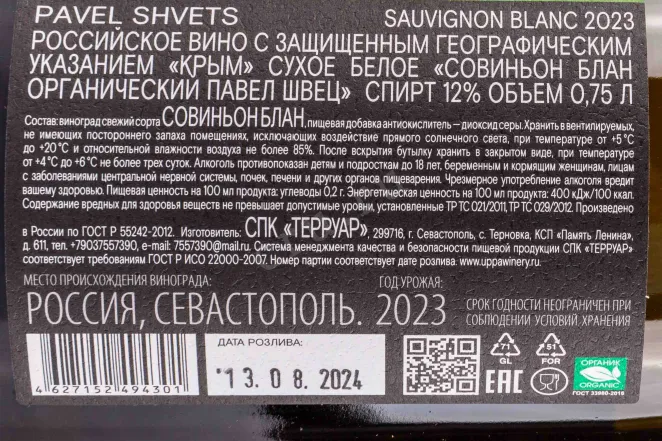 PAVEL SHVETS SAUVIGNON BLANC 2023
РОССИЙСКОЕ ВИНО С ЗАЩИЩЕННЫМ ГЕОГРАФИЧЕСКИМ
УКАЗАНИЕМ «КРЫМ» СУХОЕ БЕЛОЕ «СОВИНЬОН БЛАН
ОРГАНИЧЕСКИЙ ПАВЕЛ ШВЕЦ» СПИРТ 12% ОБЪЕМ 0,75 Л
Состав: виноград свежий сорта СОВИНЬОН БЛАН, пищевая добавка антиокислитель – диоксид серы. Хранить в вентилируемых,
не имеющих постороннего запаха помещениях, исключающих воздействие прямого солнечного света, при температуре от +5 °С
до +20 °С и относительной влажности воздуха не более 85%. После вскрытия бутылку хранить в закрытом виде, при температуре
от +4°С до +6°С не более трех суток. Алкоголь противопоказан детям и подросткам до 18 лет, беременным и кормящим женщинам, лицам
с заболеваниями центральной нервной системы, почек, печени и других органов пищеварения. Чрезмерное употребление алкоголя вредит
вашему здоровью. Пищевая ценность на 100 мл продукта: углеводы 0,2 г. Энергетическая ценность на 100 мл продукта: 400 кДж/100 ккал.
Содержание вредных для здоровья веществ не превышает допустимые уровни, установленные ТР ТС 021/2011, ТР ТС 029/2012. Произведено
в России по ГОСТ Р 55242-2012. Изготовитель: СПК «ТЕРРУАР», 299716, г. Севастополь, с. Терновка, КСП «Память Ленина»,
д. 611, тел. +79037557390, e-mail: 7557390@mail.ru. Система менеджмента качества и безопасности пищевой продукции СПК «ТЕРРУАР»
соответствует требованиям ГОСТ Р ИСО 22000-2007. Номер партии соответствует дате розлива. www.uppawinery.ru
МЕСТО ПРОИСХОЖДЕНИЯ ВИНОГРАДА: ГОД УРОЖАЯ:
РОССИЯ, СЕВАСТОПОЛЬ. 2023
СРОК ГОДНОСТИ НЕОГРАНИЧЕН ПРИ
СОБЛЮДЕНИИ УСЛОВИЙ ХРАНЕНИЯ
ДАТА РОЗЛИВА:
13.08.2024
4 627152 494301
71
GL
51
FOR
EAC
ОРГАНИК
ORGANIC
ГОСТ 33980-2016